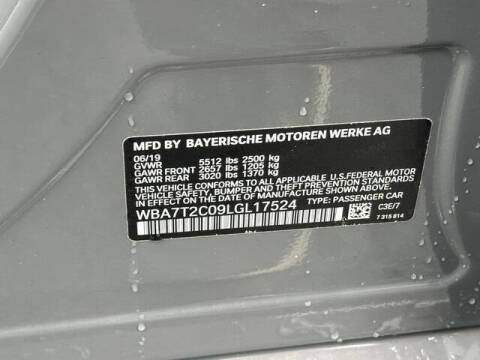 MFD BY BAYERISCHE MOTOREN WERKE AG
06/19
GVWR 5512 lbs 2500 kg
GAWR FRONT 2657 lbs 1205 kg
GAWR REAR 3020 lbs 1370 kg
THIS VEHICLE CONFORMS TO ALL APPLICABLE U.S.FEDERAL MOTOR
VEHICLE SAFETY, BUMPER, AND THEFT PREVENTION STANDARDS
IN EFFECT ON THE DATE OF MANUFACTURE SHOWN ABOVE.
WBA7T2C09LGL17524 TYPE: PASSENGER CAR
C3E/7
7 315 814